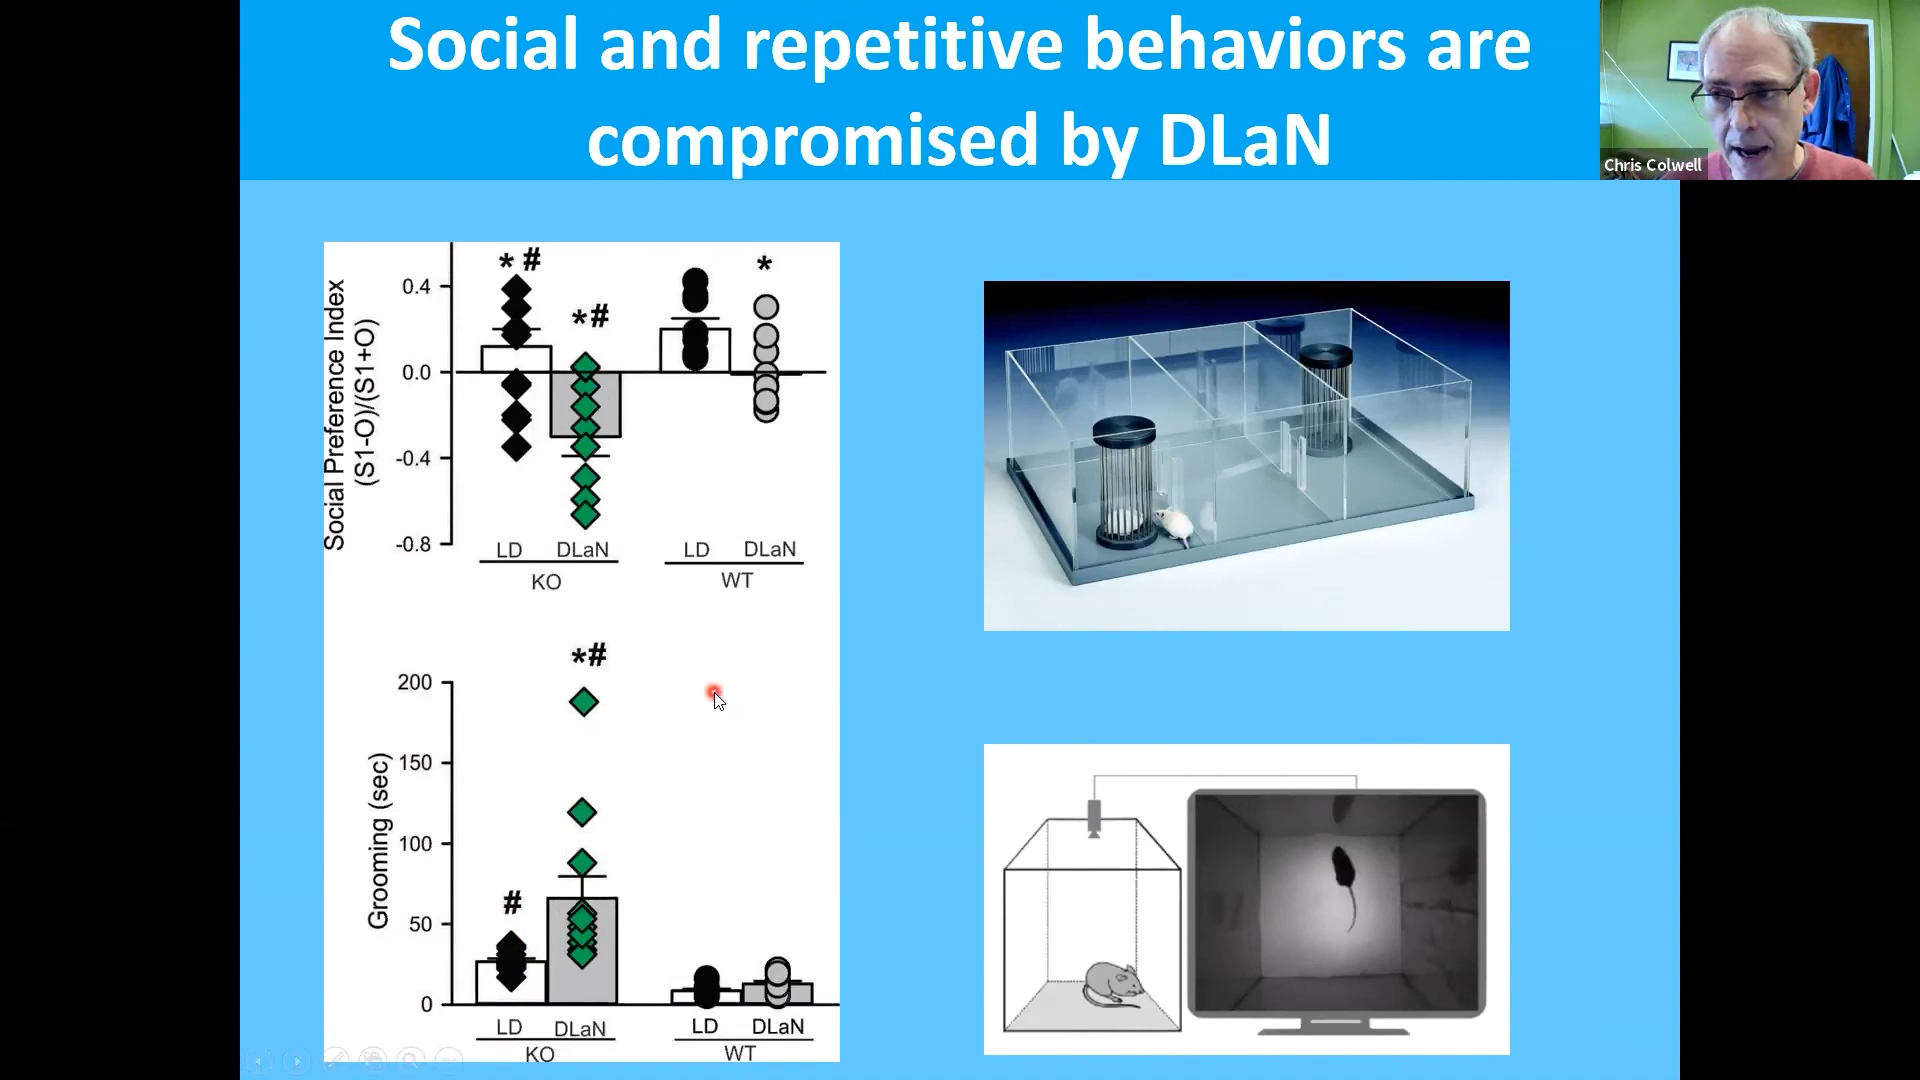 Social and repetitive behaviors are
compromised by DLaN
Chris Colwell
Social Preference Index
(S1-O)/(S1+O)
* #
*#
*
0.4
0.0
-0.4
-0.8
LD DLaN LD DLaN
KO WT
*#
#
Grooming (sec)
200
150
100
50
0
LD DLaN LD DLaN
KO WT